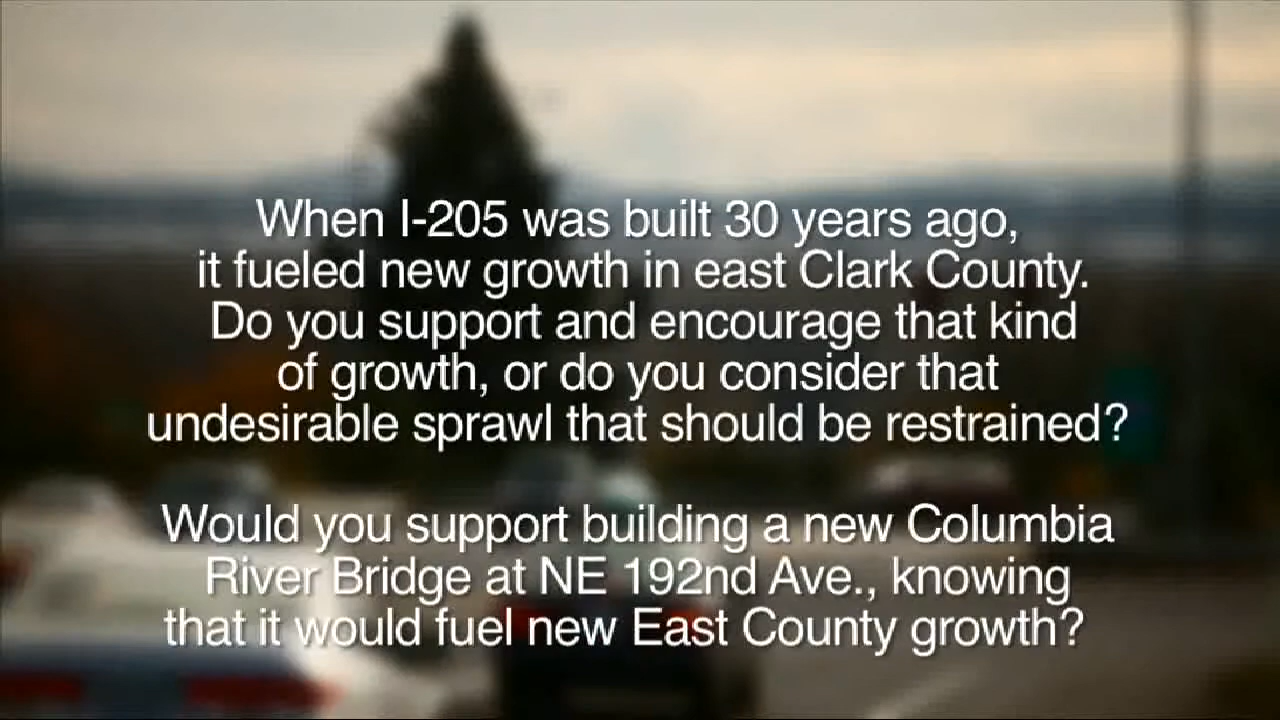 When I-205 was built 30 years ago,
it fueled new growth in east Clark County.
Do you support and encourage that kind
of growth, or do you consider that
undesirable sprawl that should be restrained?
Would you support building a new Columbia
River Bridge at NE 192nd Ave., knowing
that it would fuel new East County growth?